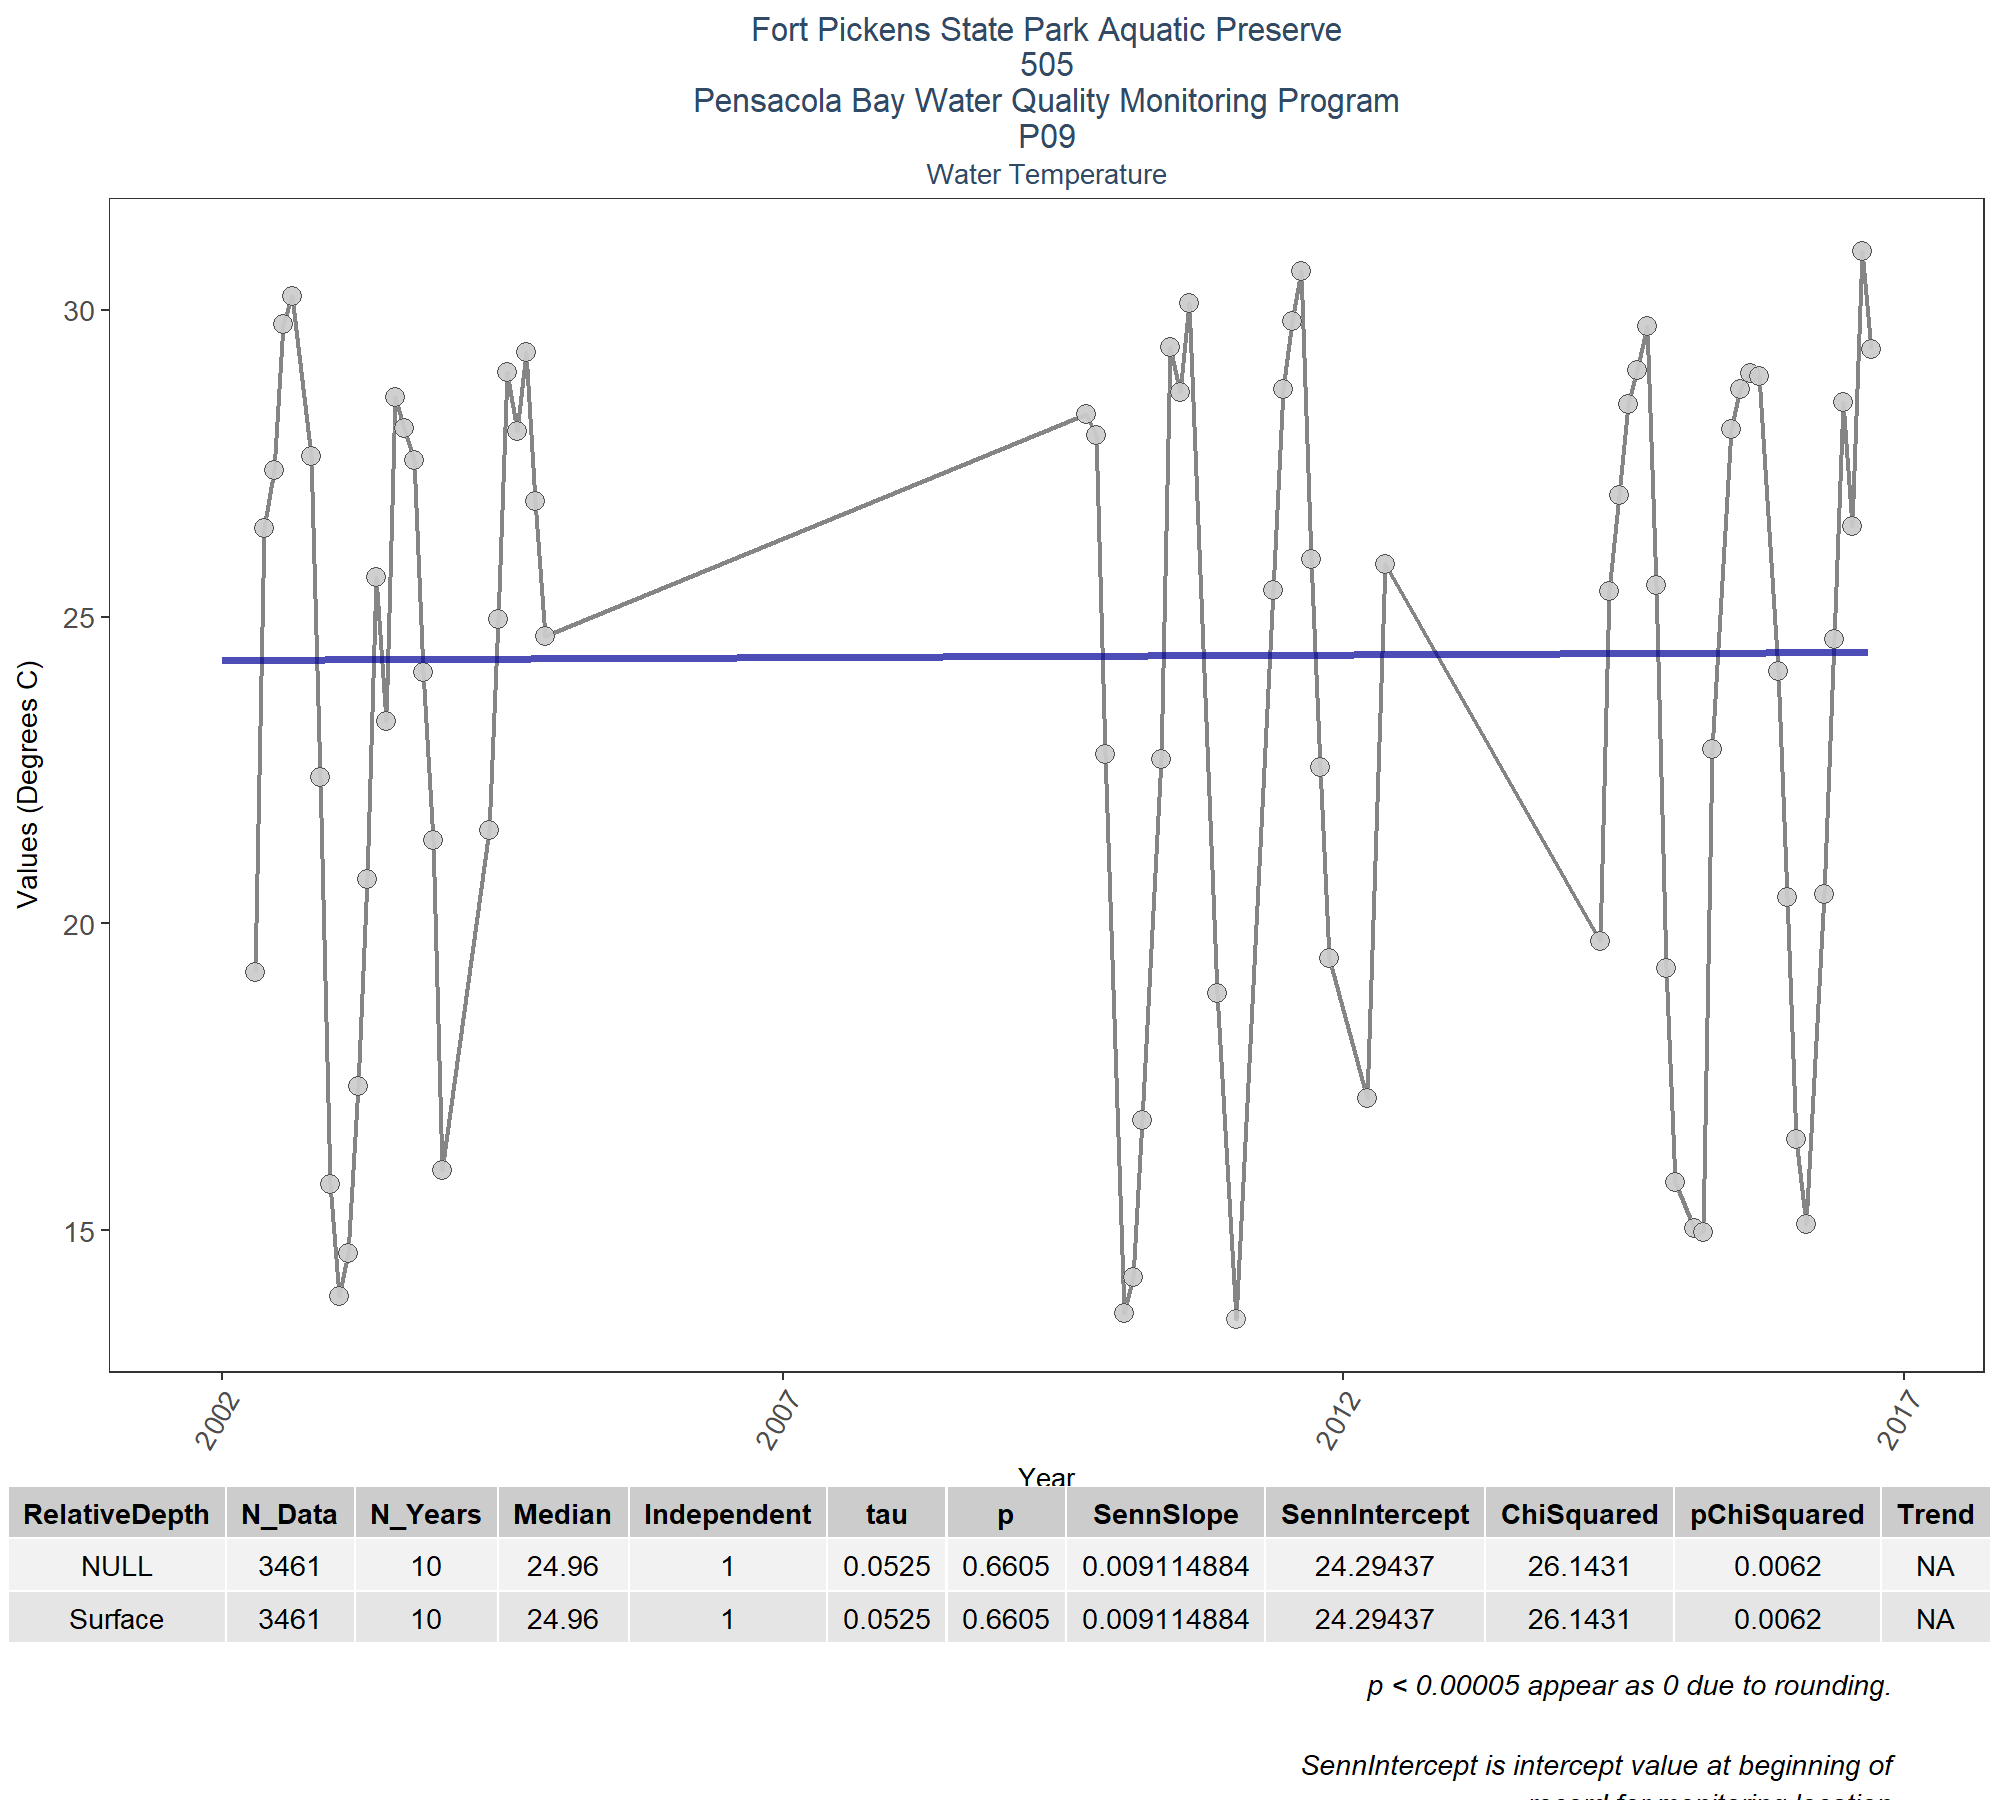 Fort Pickens State Park Aquatic Preserve
505
Pensacola Bay Water Quality Monitoring Program
P09
Water Temperature
Values (Degrees C)
30
25
20
15
2002
2007
2012
2017
Year
RelativeDepth N_Data N_Years Median Independent tau p SennSlope SennIntercept ChiSquared pChiSquared Trend
NULL 3461 10 24.96 1 0.0525 0.6605 0.009114884 24.29437 26.1431 0.0062 NA
Surface 3461 10 24.96 1 0.0525 0.6605 0.009114884 24.29437 26.1431 0.0062 NA
p < 0.00005 appear as 0 due to rounding.
SennIntercept is intercept value at beginning of
record for monitoring location